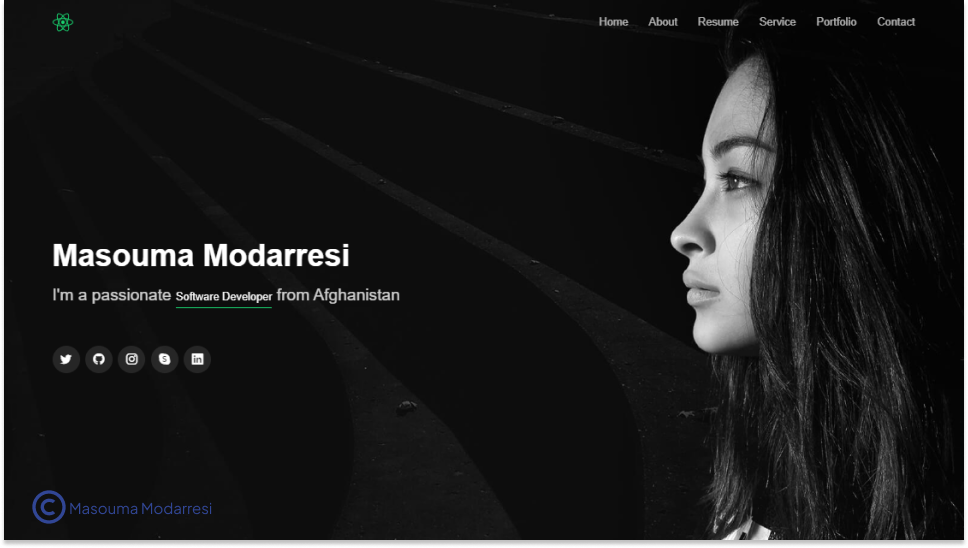 Home About Resume Service Portfolio Contact
Masouma Modarresi
I'm a passionate Software Developer from Afghanistan
© Masouma Modarresi